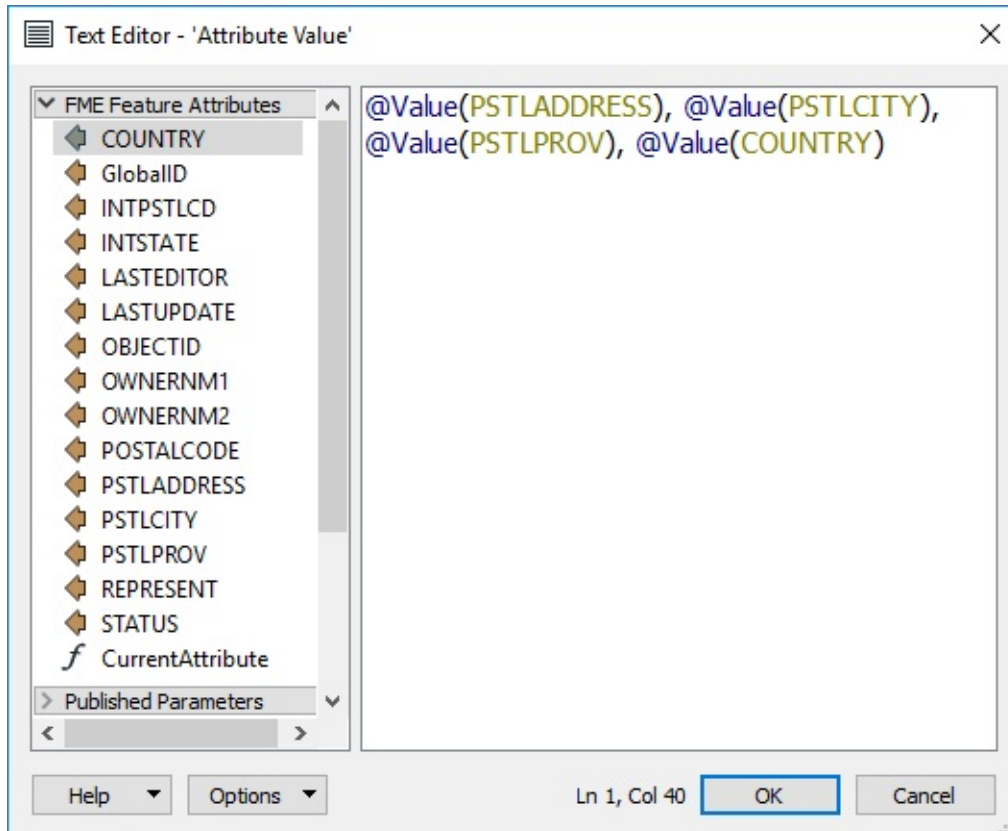 Text Editor - 'Attribute Value'
FME Feature Attributes
COUNTRY
GlobalID
INTPSTLCD
INTSTATE
LASTEDITOR
LASTUPDATE
OBJECTID
OWNERNM1
OWNERNM2
POSTALCODE
PSTLADDRESS
PSTLCITY
PSTLPROV
REPRESENT
STATUS
f CurrentAttribute
Published Parameters
@Value(PSTLADDRESS), @Value(PSTLCITY),
@Value(PSTLPROV), @Value(COUNTRY)
Help Options Ln 1, Col 40 OK Cancel